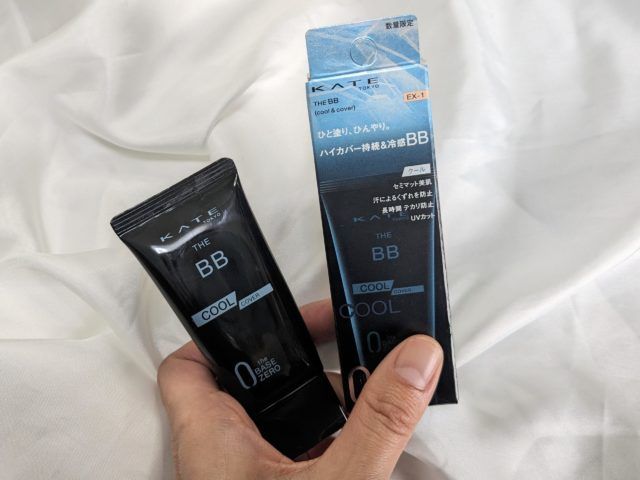 KATE
TOKYO
THE
BB
COOL COVER
0 the
BASE
ZERO
数量限定
KATE
TOKYO
THE BB
(cool & cover)
EX-1
ひと塗り、ひんやり。
ハイカバー持続&冷感BB
クール
セミマット美肌
汗によるくずれを防止
長時間 テカリ防止
UVカット
KATE
THE
BB
COOL COVER
COOL
0